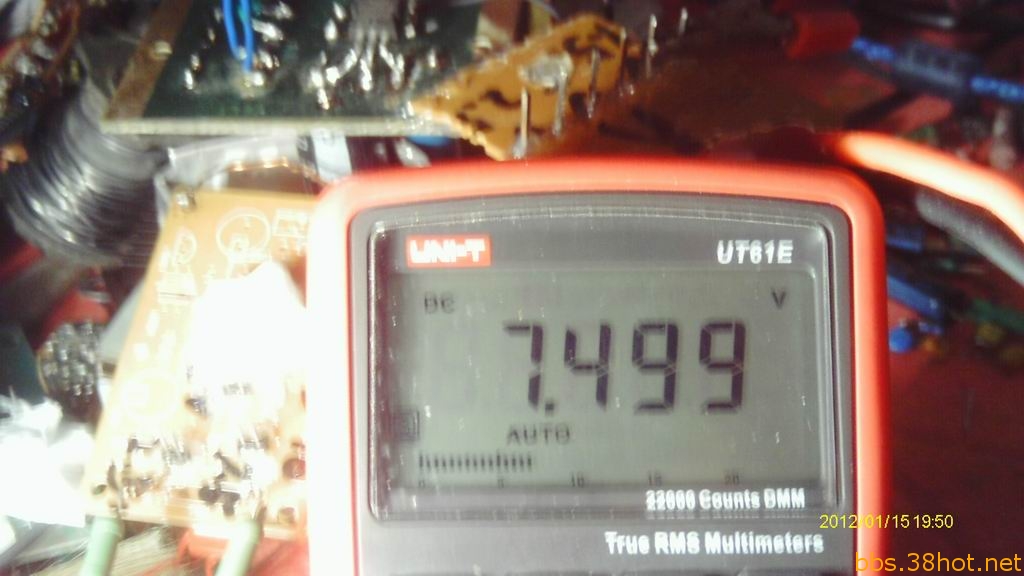 UNI-T
UT61E
DC V
7.499
AUTO
0 5 10 15 20
22000 Counts DMM
True RMS Multimeters
2012/01/15 19:50
bbs.38hot.net